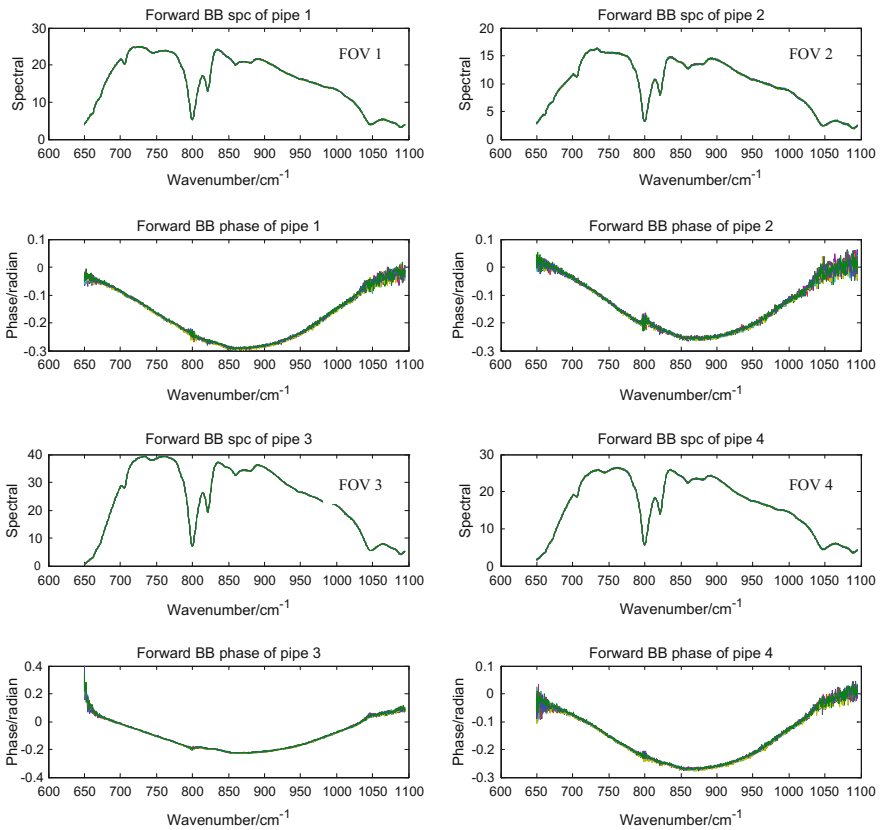 Forward BB spc of pipe 1
30
20
10
0
Spectral
FOV 1
600 650 700 750 800 850 900 950 1000 1050 1100
Wavenumber/cm-1
Forward BB spc of pipe 2
20
15
10
5
0
Spectral
FOV 2
600 650 700 750 800 850 900 950 1000 1050 1100
Wavenumber/cm-1
Forward BB phase of pipe 1
0.1
0
-0.1
-0.2
-0.3
Phase/radian
600 650 700 750 800 850 900 950 1000 1050 1100
Wavenumber/cm-1
Forward BB phase of pipe 2
0.1
0
-0.1
-0.2
-0.3
Phase/radian
600 650 700 750 800 850 900 950 1000 1050 1100
Wavenumber/cm-1
Forward BB spc of pipe 3
40
30
20
10
0
Spectral
FOV 3
600 650 700 750 800 850 900 950 1000 1050 1100
Wavenumber/cm-1
Forward BB spc of pipe 4
30
20
10
0
Spectral
FOV 4
600 650 700 750 800 850 900 950 1000 1050 1100
Wavenumber/cm-1
Forward BB phase of pipe 3
0.4
0.2
0
-0.2
-0.4
Phase/radian
600 650 700 750 800 850 900 950 1000 1050 1100
Wavenumber/cm-1
Forward BB phase of pipe 4
0.1
0
-0.1
-0.2
-0.3
Phase/radian
600 650 700 750 800 850 900 950 1000 1050 1100
Wavenumber/cm-1